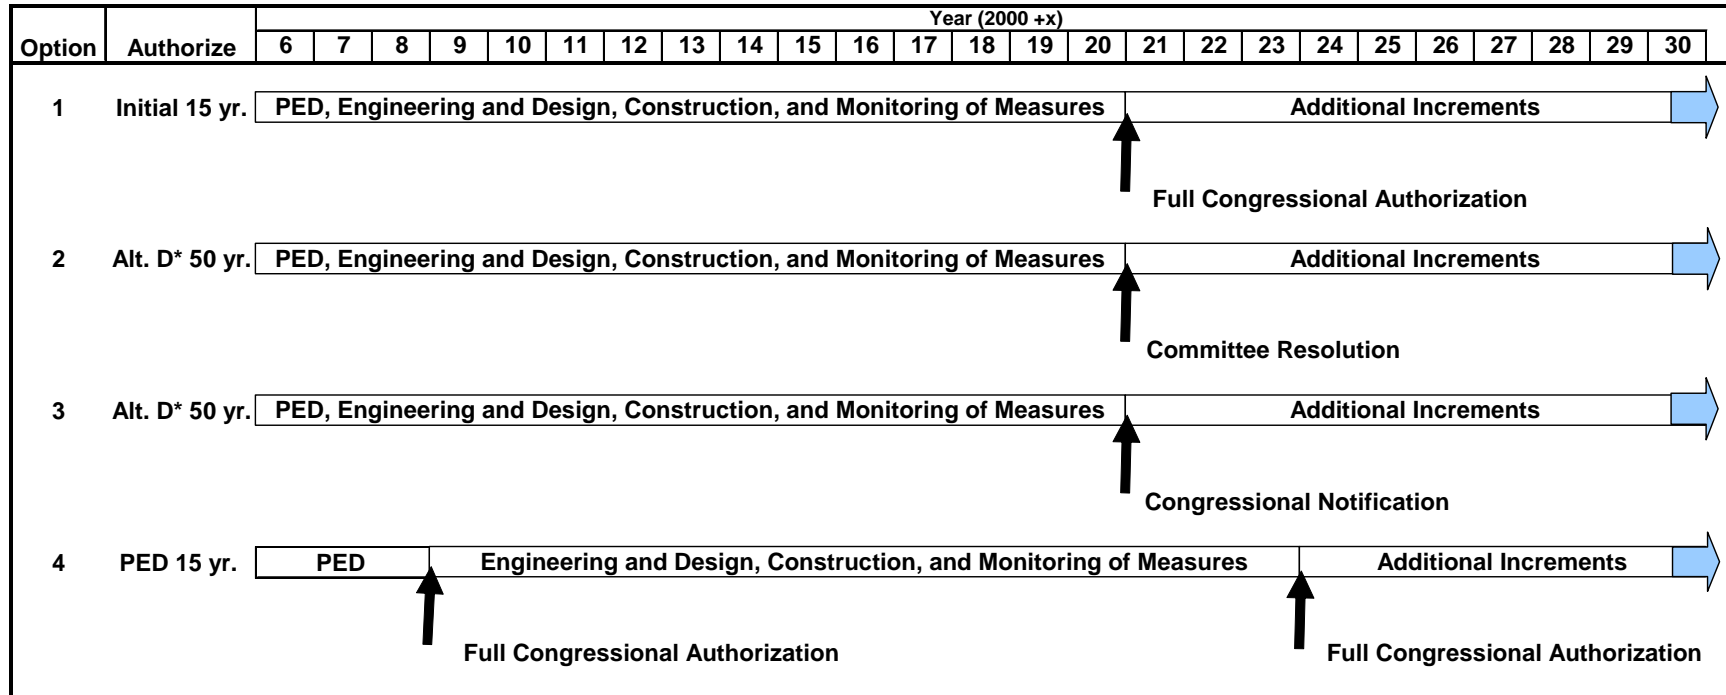 Year (2000 +x)
Option Authorize 6 7 8 9 10 11 12 13 14 15 16 17 18 19 20 21 22 23 24 25 26 27 28 29 30
1 Initial 15 yr. PED, Engineering and Design, Construction, and Monitoring of Measures Additional Increments
Full Congressional Authorization
2 Alt. D* 50 yr. PED, Engineering and Design, Construction, and Monitoring of Measures Additional Increments
Committee Resolution
3 Alt. D* 50 yr. PED, Engineering and Design, Construction, and Monitoring of Measures Additional Increments
Congressional Notification
4 PED 15 yr. PED Engineering and Design, Construction, and Monitoring of Measures Additional Increments
Full Congressional Authorization Full Congressional Authorization